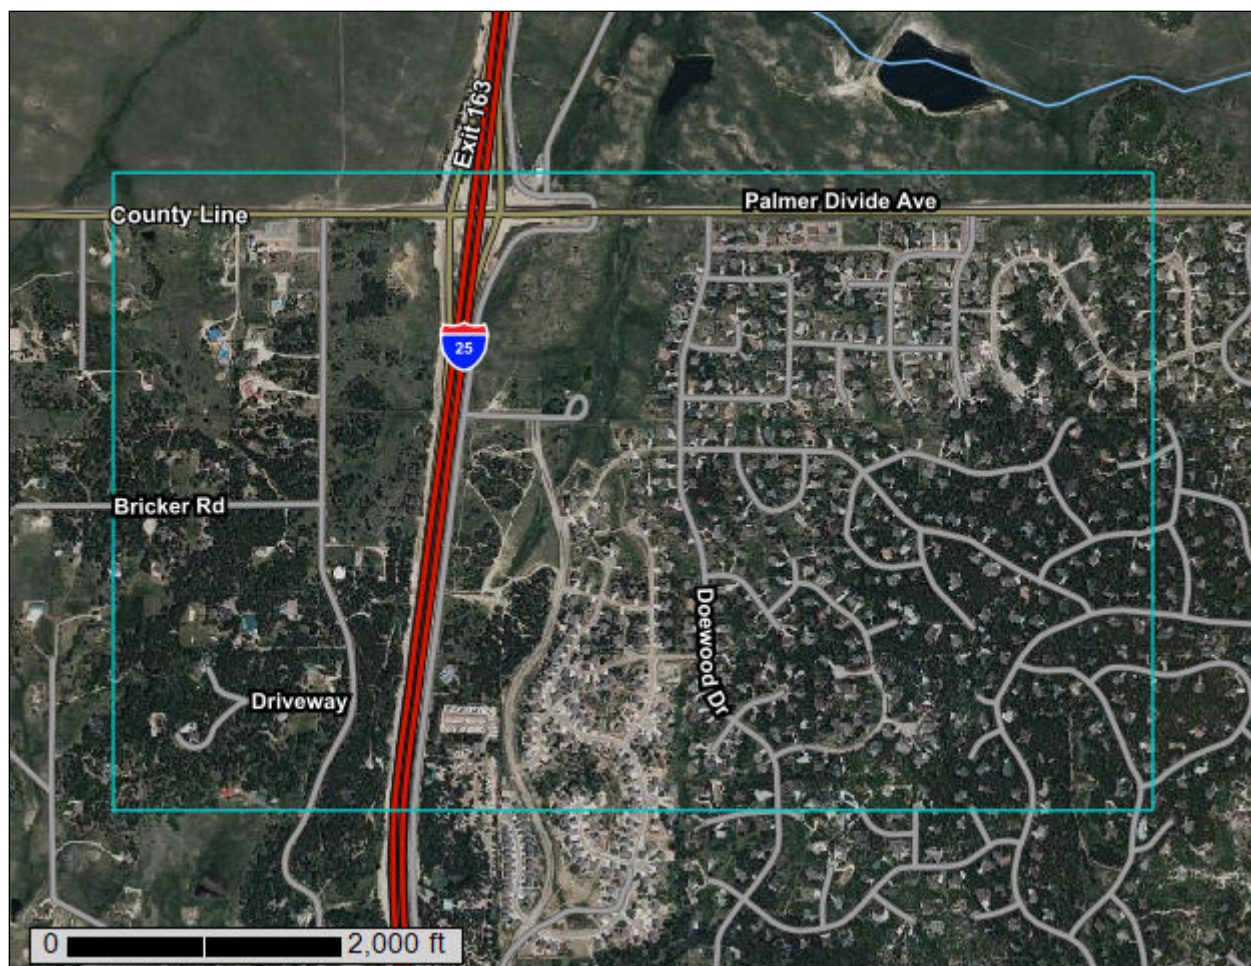 Exit 163
Palmer Divide Ave
County Line
25
Bricker Rd
Doewood Dr
Driveway
0 2,000 ft